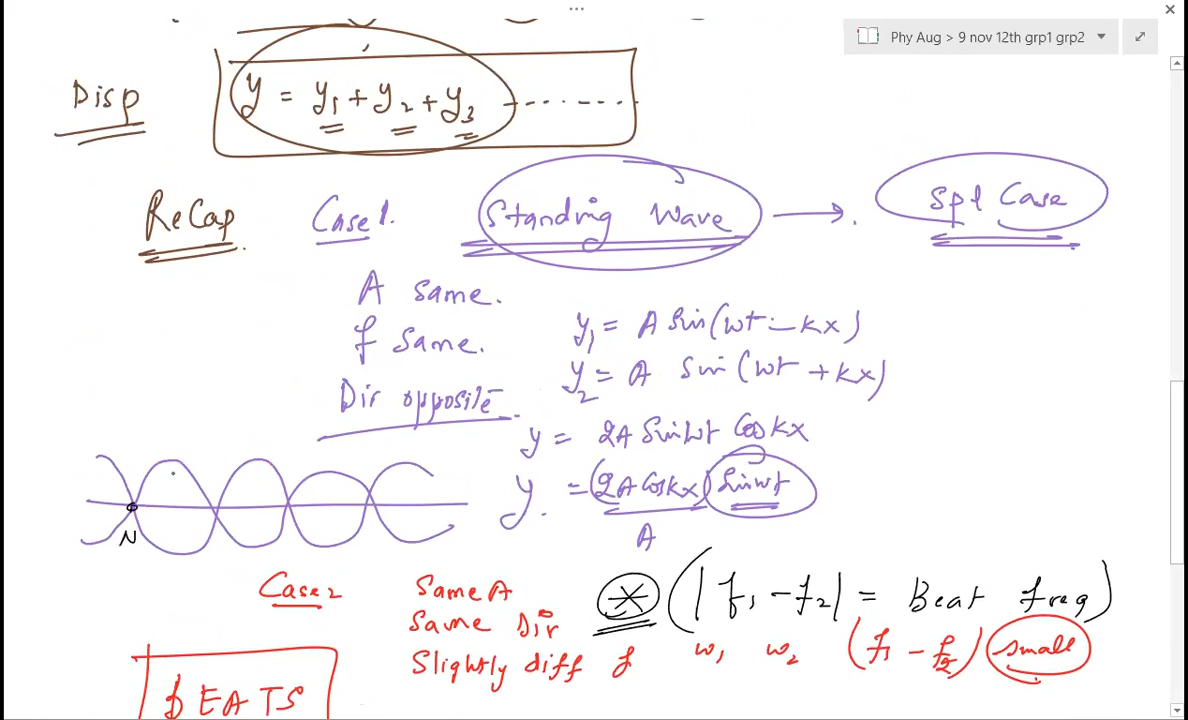 Phy Aug > 9 nov 12th grp1 grp2
Disp y = y₁ + y₂ + y₃ + .......
ReCap Case 1. Standing Wave → Spl Case
A same.
f same.
y₁ = A Sin(ωt - kx)
Dir opposite.
y₂ = A Sin(ωt + kx)
y = 2A Sinωt Coskx
y = (2A Coskx) Sinωt
A
N
Case 2 Same A (|f₁ - f₂| = Beat freq)
Same Dir
Slightly diff f ω₁ ω₂ (f₁ - f₂) small
BEATS